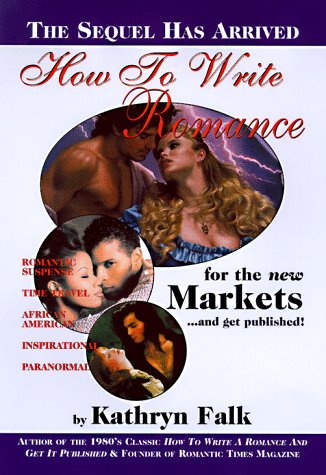 THE SEQUEL HAS ARRIVED
How To Write
Romance
for the new
Markets
...and get published!
ROMANTIC
SUSPENSE
TIME TRAVEL
AFRICAN
AMERICAN
INSPIRATIONAL
PARANORMAL
by Kathryn Falk
AUTHOR OF THE 1980'S CLASSIC HOW TO WRITE A ROMANCE AND
GET IT PUBLISHED & FOUNDER OF ROMANTIC TIMES MAGAZINE